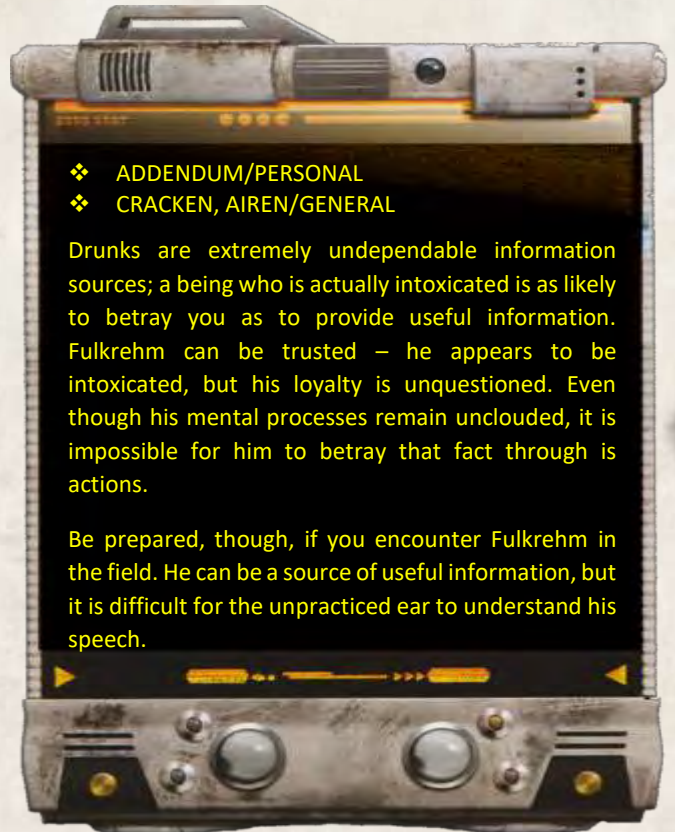 ❖ ADDENDUM/PERSONAL
❖ CRACKEN, AIREN/GENERAL
Drunks are extremely undependable information
sources; a being who is actually intoxicated is as likely
to betray you as to provide useful information.
Fulkrehm can be trusted – he appears to be
intoxicated, but his loyalty is unquestioned. Even
though his mental processes remain unclouded, it is
impossible for him to betray that fact through is
actions.
Be prepared, though, if you encounter Fulkrehm in
the field. He can be a source of useful information, but
it is difficult for the unpracticed ear to understand his
speech.